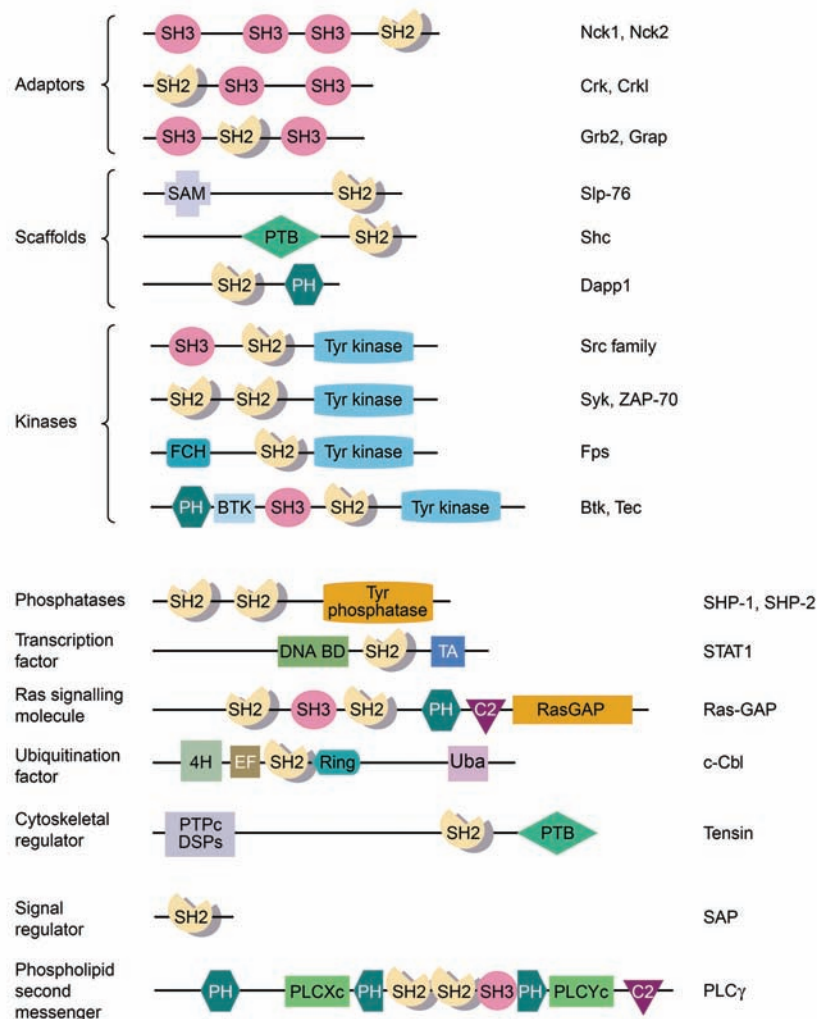 SH3 SH3 SH3 SH2 Nck1, Nck2
Adaptors SH2 SH3 SH3 Crk, Crkl
SH3 SH2 SH3 Grb2, Grap
SAM SH2 Slp-76
Scaffolds PTB SH2 Shc
SH2 PH Dapp1
SH3 SH2 Tyr kinase Src family
SH2 SH2 Tyr kinase Syk, ZAP-70
Kinases
FCH SH2 Tyr kinase Fps
PH BTK SH3 SH2 Tyr kinase Btk, Tec
Phosphatases SH2 SH2 Tyr phosphatase SHP-1, SHP-2
Transcription
factor DNA BD SH2 TA STAT1
Ras signalling
molecule SH2 SH3 SH2 PH C2 RasGAP Ras-GAP
Ubiquitination
factor 4H EF SH2 Ring Uba c-Cbl
Cytoskeletal
regulator PTPc DSPs SH2 PTB Tensin
Signal
regulator SH2 SAP
Phospholipid
second
messenger PH PLCXc PH SH2 SH2 SH3 PH PLCYc C2 PLCγ